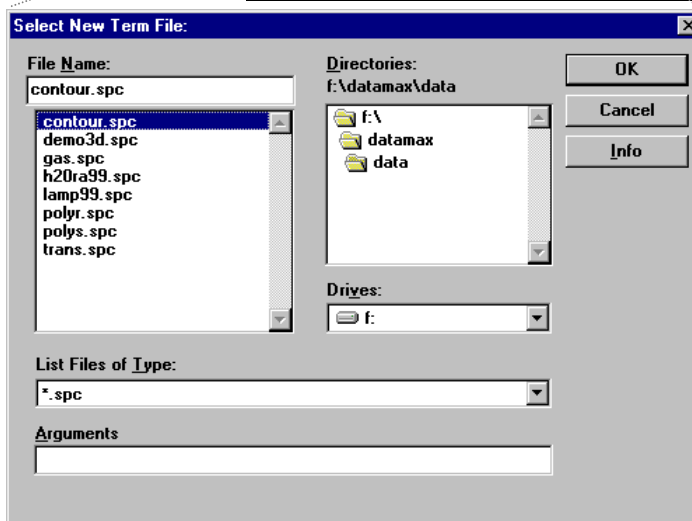 Select New Term File:
File Name:
contour.spc
contour.spc
demo3d.spc
gas.spc
h20ra99.spc
lamp99.spc
polyr.spc
polys.spc
trans.spc
Directories:
f:\datamax\data
f:\
datamax
data
Drives:
f:
OK
Cancel
Info
List Files of Type:
*.spc
Arguments